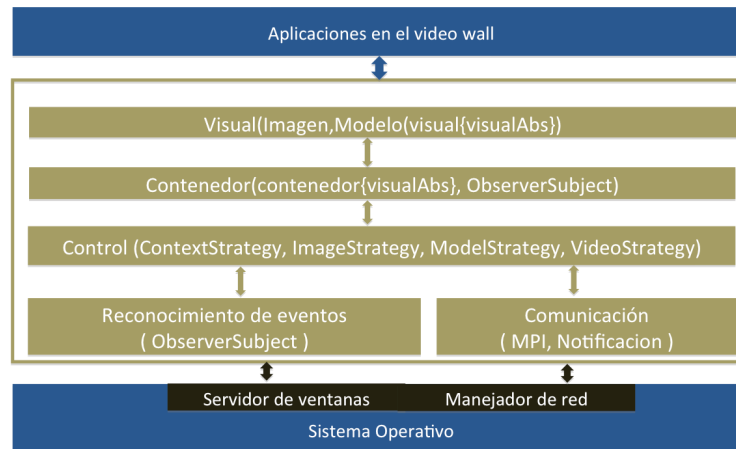 Aplicaciones en el video wall
Visual(Imagen,Modelo(visual{visualAbs})
Contenedor(contenedor{visualAbs}, ObserverSubject)
Control (ContextStrategy, ImageStrategy, ModelStrategy, VideoStrategy)
Reconocimiento de eventos
( ObserverSubject )
Comunicación
( MPI, Notificacion )
Servidor de ventanas
Manejador de red
Sistema Operativo